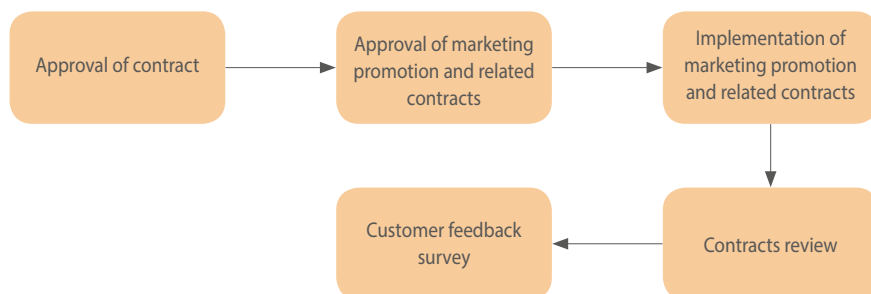 Approval of contract
Approval of marketing
promotion and related
contracts
Implementation of
marketing promotion
and related contracts
Customer feedback
survey
Contracts review